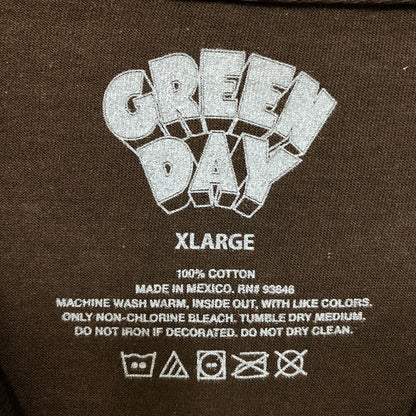 GREEN
DAY
XLARGE
100% COTTON
MADE IN MEXICO. RN# 93846
MACHINE WASH WARM, INSIDE OUT, WITH LIKE COLORS.
ONLY NON-CHLORINE BLEACH. TUMBLE DRY MEDIUM.
DO NOT IRON IF DECORATED. DO NOT DRY CLEAN.